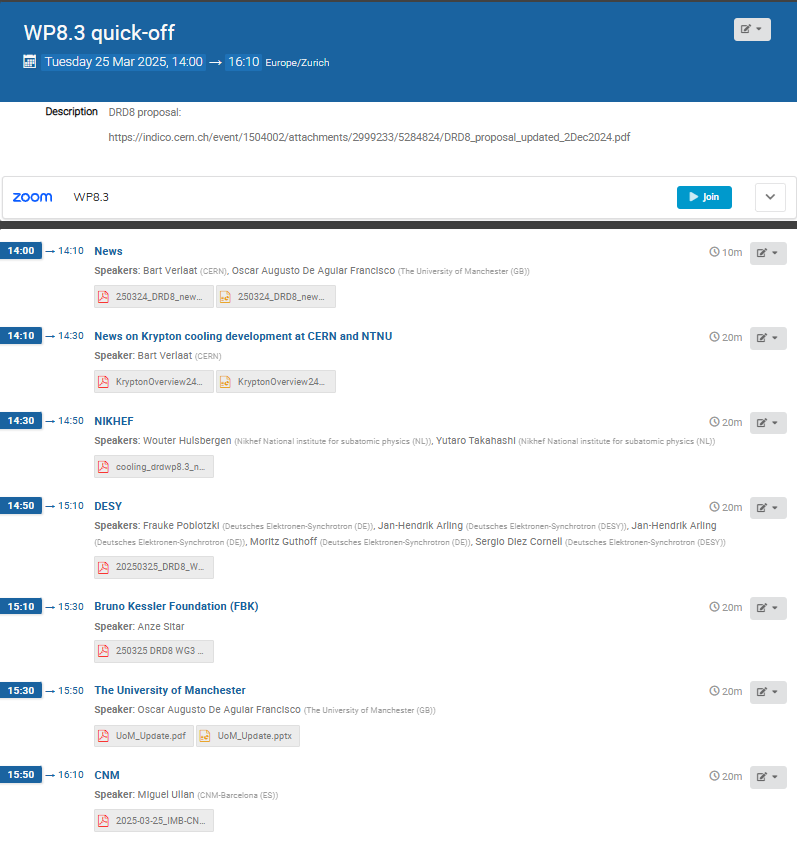 WP8.3 quick-off
Tuesday 25 Mar 2025, 14:00 → 16:10 Europe/Zurich
Description DRD8 proposal:
https://indico.cern.ch/event/1504002/attachments/2999233/5284824/DRD8_proposal_updated_2Dec2024.pdf
zoom WP8.3 Join
14:00 → 14:10 News 10m
Speakers: Bart Verlaat (CERN), Oscar Augusto De Aguiar Francisco (The University of Manchester (GB))
250324_DRD8_new... 250324_DRD8_new...
14:10 → 14:30 News on Krypton cooling development at CERN and NTNU 20m
Speaker: Bart Verlaat (CERN)
KryptonOverview24... KryptonOverview24...
14:30 → 14:50 NIKHEF 20m
Speakers: Wouter Hulsbergen (Nikhef National institute for subatomic physics (NL)), Yutaro Takahashi (Nikhef National institute for subatomic physics (NL))
cooling_drdwp8.3_n...
14:50 → 15:10 DESY 20m
Speakers: Frauke Poblotzki (Deutsches Elektronen-Synchrotron (DE)), Jan-Hendrik Arling (Deutsches Elektronen-Synchrotron (DESY)), Jan-Hendrik Arling
(Deutsches Elektronen-Synchrotron (DE)), Moritz Guthoff (Deutsches Elektronen-Synchrotron (DE)), Sergio Diez Cornell (Deutsches Elektronen-Synchrotron (DESY))
20250325_DRD8_W...
15:10 → 15:30 Bruno Kessler Foundation (FBK) 20m
Speaker: Anze Sitar
250325 DRD8 WG3 ...
15:30 → 15:50 The University of Manchester 20m
Speaker: Oscar Augusto De Aguiar Francisco (The University of Manchester (GB))
UoM_Update.pdf UoM_Update.pptx
15:50 → 16:10 CNM 20m
Speaker: Miguel Ullan (CNM-Barcelona (ES))
2025-03-25_IMB-CN...